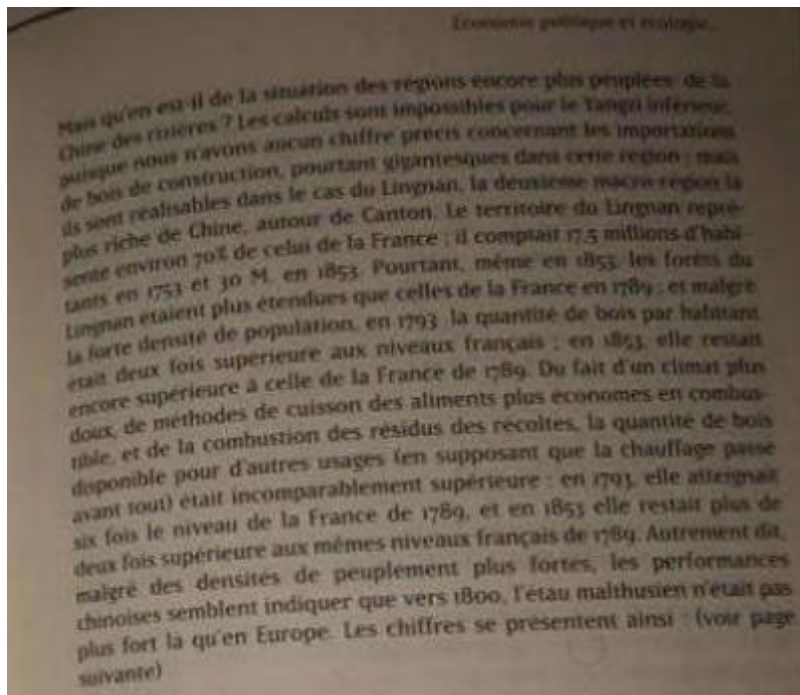 Economie politique et écologie...
Mais qu'en est-il de la situation des régions encore plus peuplées de la
Chine des rizières ? Les calculs sont impossibles pour le Yangzi inférieur,
puisque nous n'avons aucun chiffre précis concernant les importations
de bois de construction, pourtant gigantesques dans cette région ; mais
ils sont réalisables dans le cas du Lingnan, la deuxième macro-région la
plus riche de Chine, autour de Canton. Le territoire du Lingnan repré-
sente environ 70% de celui de la France ; il comptait 17,5 millions d'habi-
tants en 1753 et 30 M. en 1853. Pourtant, même en 1853, les forêts du
Lingnan étaient plus étendues que celles de la France en 1789 ; et malgré
la forte densité de population, en 1793 la quantité de bois par habitant
était deux fois supérieure aux niveaux français ; en 1853, elle restait
encore supérieure à celle de la France de 1789. Du fait d'un climat plus
doux, de méthodes de cuisson des aliments plus économes en combus-
tible, et de la combustion des résidus des récoltes, la quantité de bois
disponible pour d'autres usages (en supposant que la chauffage passe
avant tout) était incomparablement supérieure : en 1793, elle atteignait
six fois le niveau de la France de 1789, et en 1853 elle restait plus de
deux fois supérieure aux mêmes niveaux français de 1789. Autrement dit,
malgré des densités de peuplement plus fortes, les performances
chinoises semblent indiquer que vers 1800, l'étau malthusien n'était pas
plus fort là qu'en Europe. Les chiffres se présentent ainsi : (voir page
suivante)